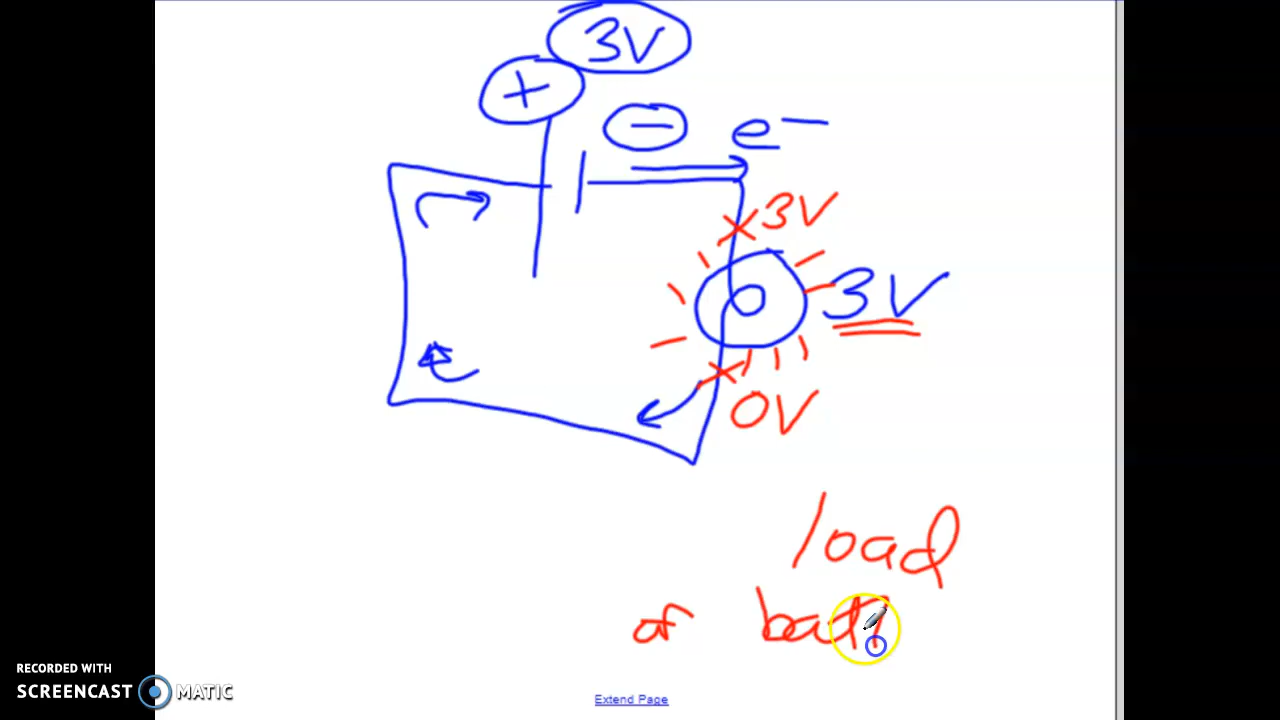 3V
+
− e−
3V
3V
0V
load
of batt
RECORDED WITH
SCREENCAST MATIC
Extend Page